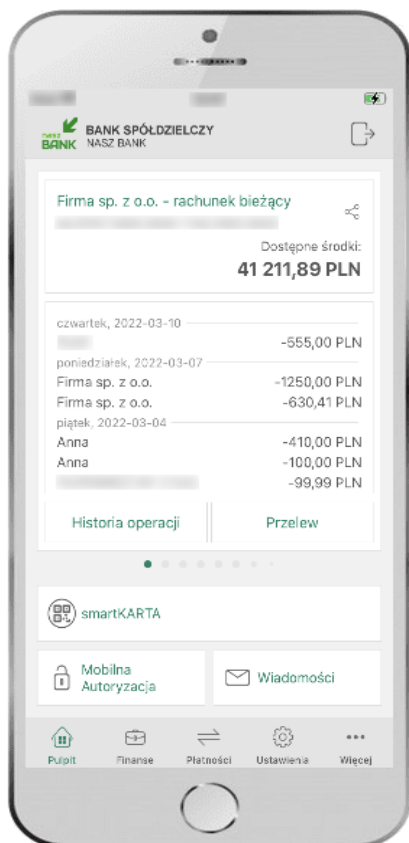 nasz
BANK
BANK SPÓŁDZIELCZY
NASZ BANK
Firma sp. z o.o. - rachunek bieżący
Dostępne środki:
41 211,89 PLN
czwartek, 2022-03-10
-555,00 PLN
poniedziałek, 2022-03-07
Firma sp. z o.o. -1250,00 PLN
Firma sp. z o.o. -630,41 PLN
piątek, 2022-03-04
Anna -410,00 PLN
Anna -100,00 PLN
-99,99 PLN
Historia operacji Przelew
smartKARTA
Mobilna
Autoryzacja
Wiadomości
Pulpit Finanse Płatności Ustawienia Więcej